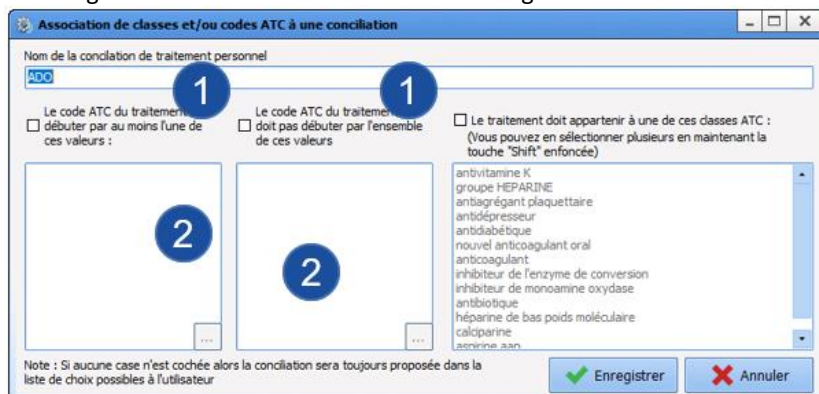 Association de classes et/ou codes ATC à une conciliation
Nom de la concilation de traitement personnel
ADO
1
1
Le code ATC du traitement
débuter par au moins l'une de
ces valeurs :
Le code ATC du traitement
doit pas débuter par l'ensemble
de ces valeurs
Le traitement doit appartenir à une de ces classes ATC :
(Vous pouvez en sélectionner plusieurs en maintenant la
touche "Shift" enfoncée)
2
...
2
...
antivitamine K
groupe HEPARINE
antiagrégant plaquettaire
antidépresseur
antidiabétique
nouvel anticoagulant oral
anticoagulant
inhibiteur de l'enzyme de conversion
inhibiteur de monoamine oxydase
antibiotique
héparine de bas poids moléculaire
calciparine
aspirine aap
Note : Si aucune case n'est cochée alors la conciliation sera toujours proposée dans la
liste de choix possibles à l'utilisateur
Enregistrer
Annuler